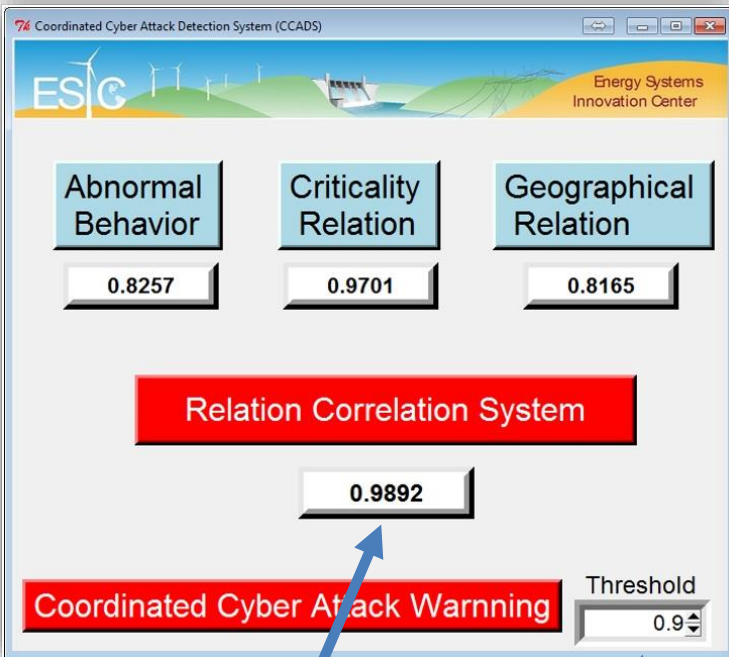 Coordinated Cyber Attack Detection System (CCADS)
ESIC
Energy Systems
Innovation Center
Abnormal
Behavior
Criticality
Relation
Geographical
Relation
0.8257
0.9701
0.8165
Relation Correlation System
0.9892
Coordinated Cyber Attack Warnning
Threshold
0.9